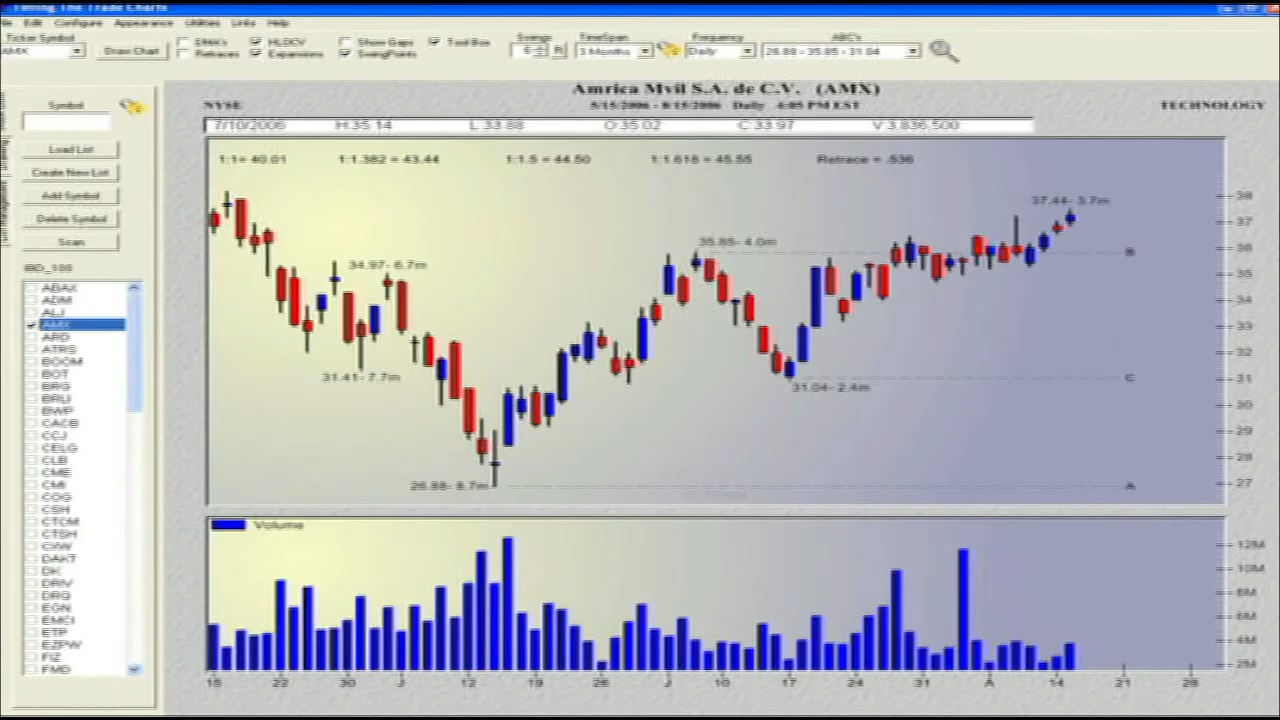 Timing The Trade Charts
File Edit Configure Appearance Utilities Links Help
Ticker Symbol
AMX
Draw Chart
DMA's
HLOCV
Show Gaps
Tool Box
Retraces
Expansions
SwingPoints
Swings
6
R
TimeSpan
3 Months
Frequency
Daily
ABC's
26.88 - 35.85 - 31.04
Symbol
Load List
Create New List
Add Symbol
Delete Symbol
Scan
IBD_100
ABAX
ADM
ALJ
AMX
ARD
ATRS
BOOM
BOT
BRG
BRLI
BWP
CACB
CCJ
CELG
CLB
CME
CMI
COG
CSH
CTCM
CTSH
CXW
DAKT
DK
DRIV
DRQ
EGN
EMCI
ETP
EZPW
FIZ
FMD
Amrica Mvil S.A. de C.V. (AMX)
NYSE
5/15/2006 - 8/15/2006 Daily 4:05 PM EST
TECHNOLOGY
7/10/2006 H:35.14 L:33.88 O:35.02 C:33.97 V:3,836,500
1:1= 40.01 1:1.382 = 43.44 1:1.5 = 44.50 1:1.618 = 45.55 Retrace = .536
37.44- 3.7m
35.85- 4.0m
B
34.97- 6.7m
31.41- 7.7m
C
31.04- 2.4m
26.88- 8.7m
A
38
37
36
35
34
33
32
31
30
29
28
27
Volume
12M
10M
8M
6M
4M
2M
15 22 30 J 12 19 26 J 10 17 24 31 A 14 21 28